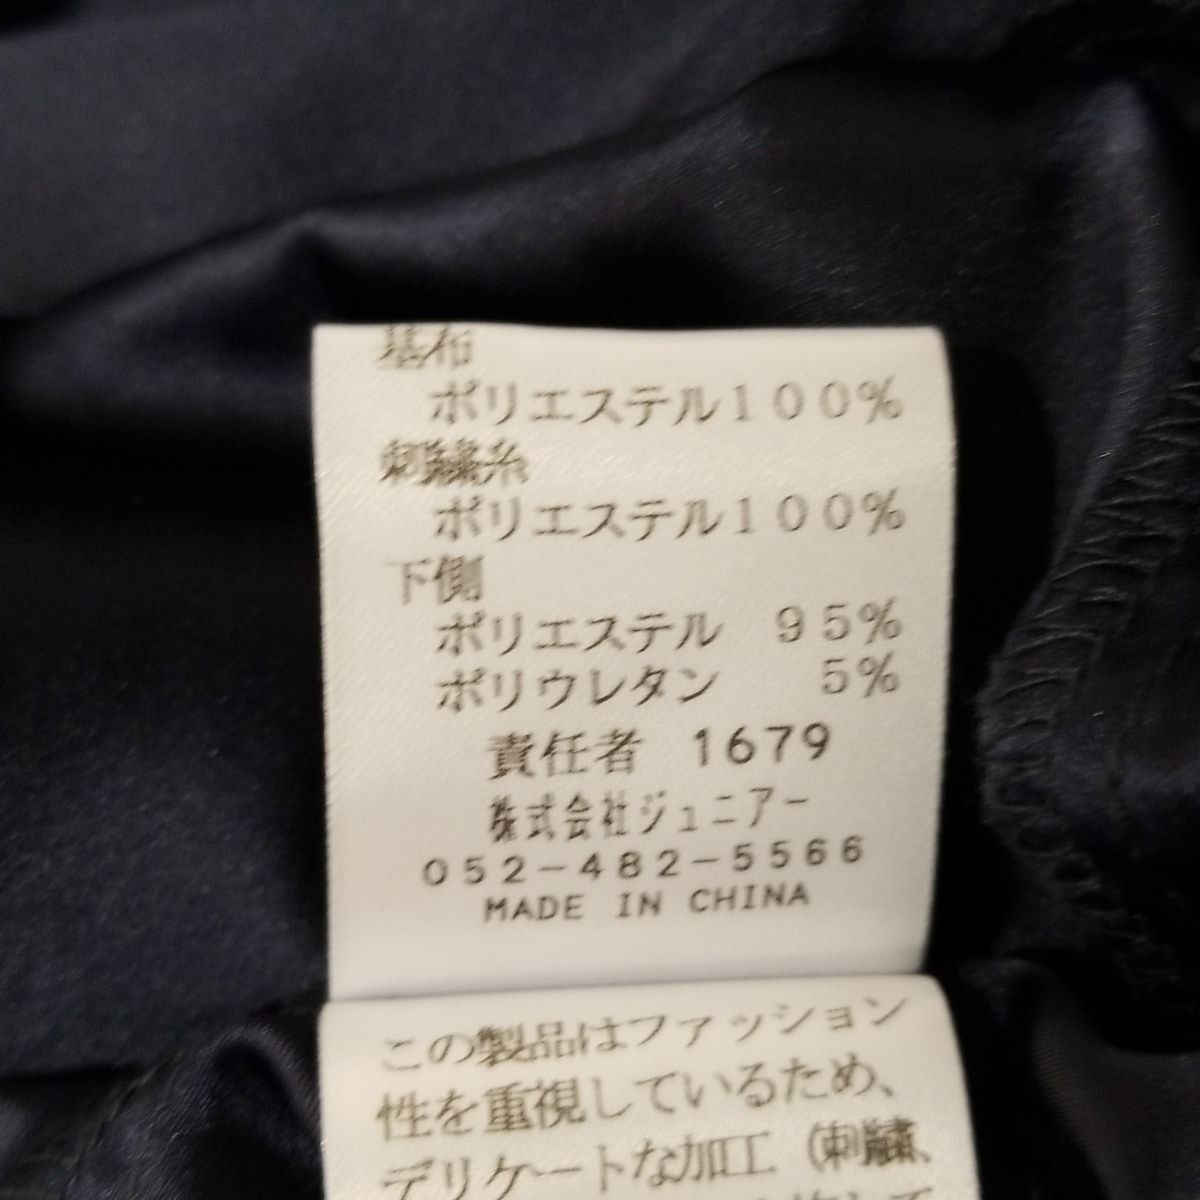 基布
ポリエステル100%
刺繍糸
ポリエステル100%
下側
ポリエステル 95%
ポリウレタン 5%
責任者 1679
株式会社ジュニアー
052-482-5566
MADE IN CHINA
この製品はファッション
性を重視しているため、
デリケートな加工(刺繍、